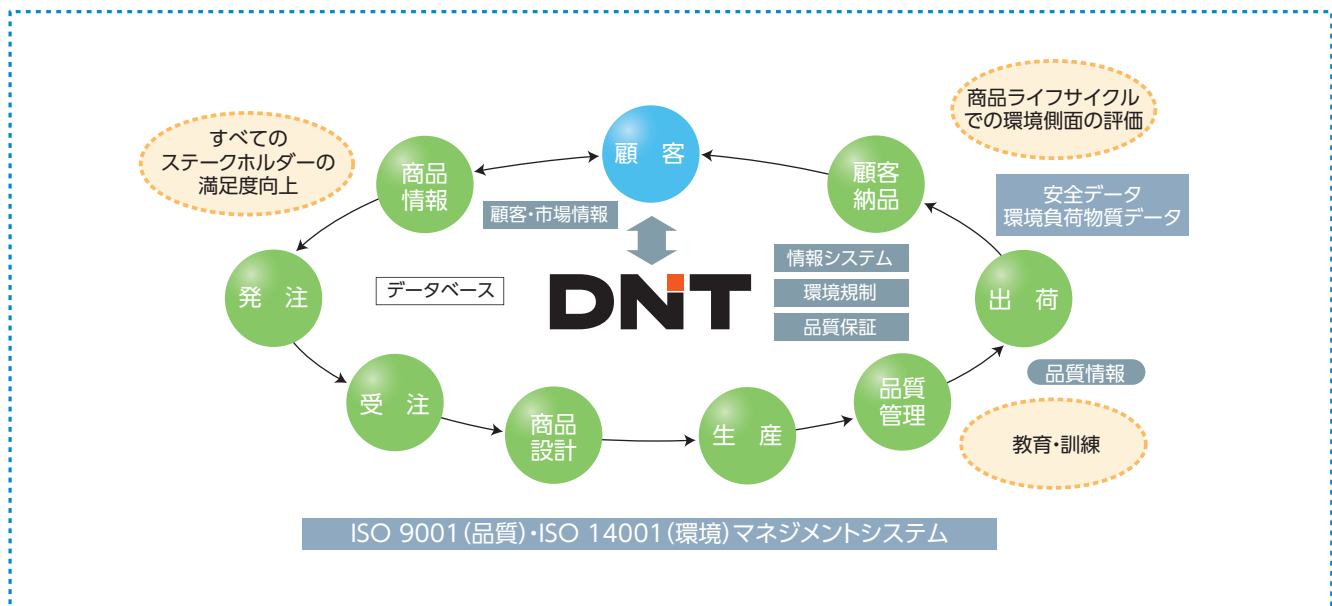 商品ライフサイクル
での環境側面の評価
すべての
ステークホルダーの
満足度向上
顧 客
商品
情報
顧客
納品
安全データ
環境負荷物質データ
顧客・市場情報
情報システム
発 注
データベース
DNT
環境規制
出 荷
品質保証
品質情報
受 注
品質
管理
商品
設計
生 産
教育・訓練
ISO 9001(品質)・ISO 14001(環境)マネジメントシステム